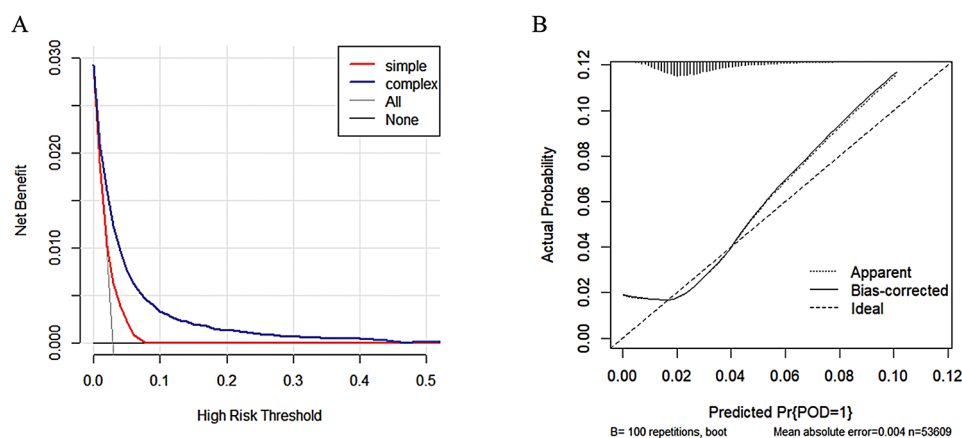 A
0.030
0.020
0.010
0.000
Net Benefit
simple
complex
All
None
0.0 0.1 0.2 0.3 0.4 0.5
High Risk Threshold
B
0.12
0.10
0.08
0.06
0.04
0.02
0.00
Actual Probability
Apparent
Bias-corrected
Ideal
0.00 0.02 0.04 0.06 0.08 0.10 0.12
Predicted Pr{POD=1}
B= 100 repetitions, boot Mean absolute error=0.004 n=53609